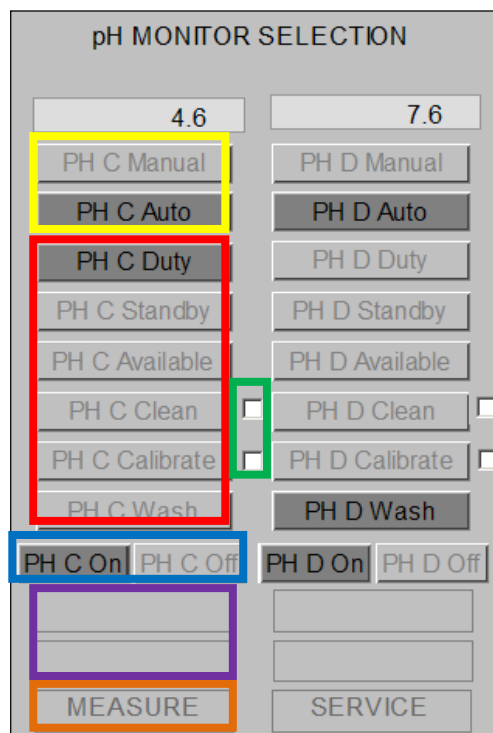 pH MONITOR SELECTION
4.6 7.6
PH C Manual PH D Manual
PH C Auto PH D Auto
PH C Duty PH D Duty
PH C Standby PH D Standby
PH C Available PH D Available
PH C Clean PH D Clean
PH C Calibrate PH D Calibrate
PH C Wash PH D Wash
PH C On PH C Off PH D On PH D Off
MEASURE SERVICE